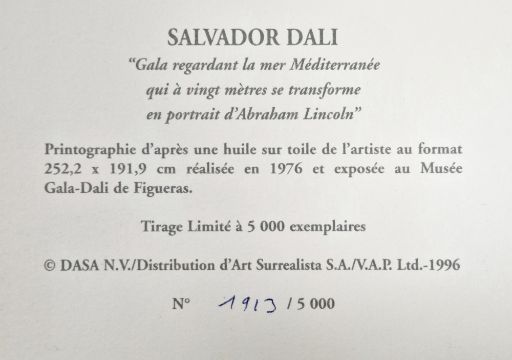 SALVADOR DALI
“Gala regardant la mer Méditerranée
qui à vingt mètres se transforme
en portrait d’Abraham Lincoln”
Printographie d’après une huile sur toile de l’artiste au format
252,2 x 191,9 cm réalisée en 1976 et exposée au Musée
Gala-Dali de Figueras.
Tirage Limité à 5 000 exemplaires
© DASA N.V./Distribution d’Art Surrealista S.A./V.A.P. Ltd.-1996
N° 1913 / 5 000